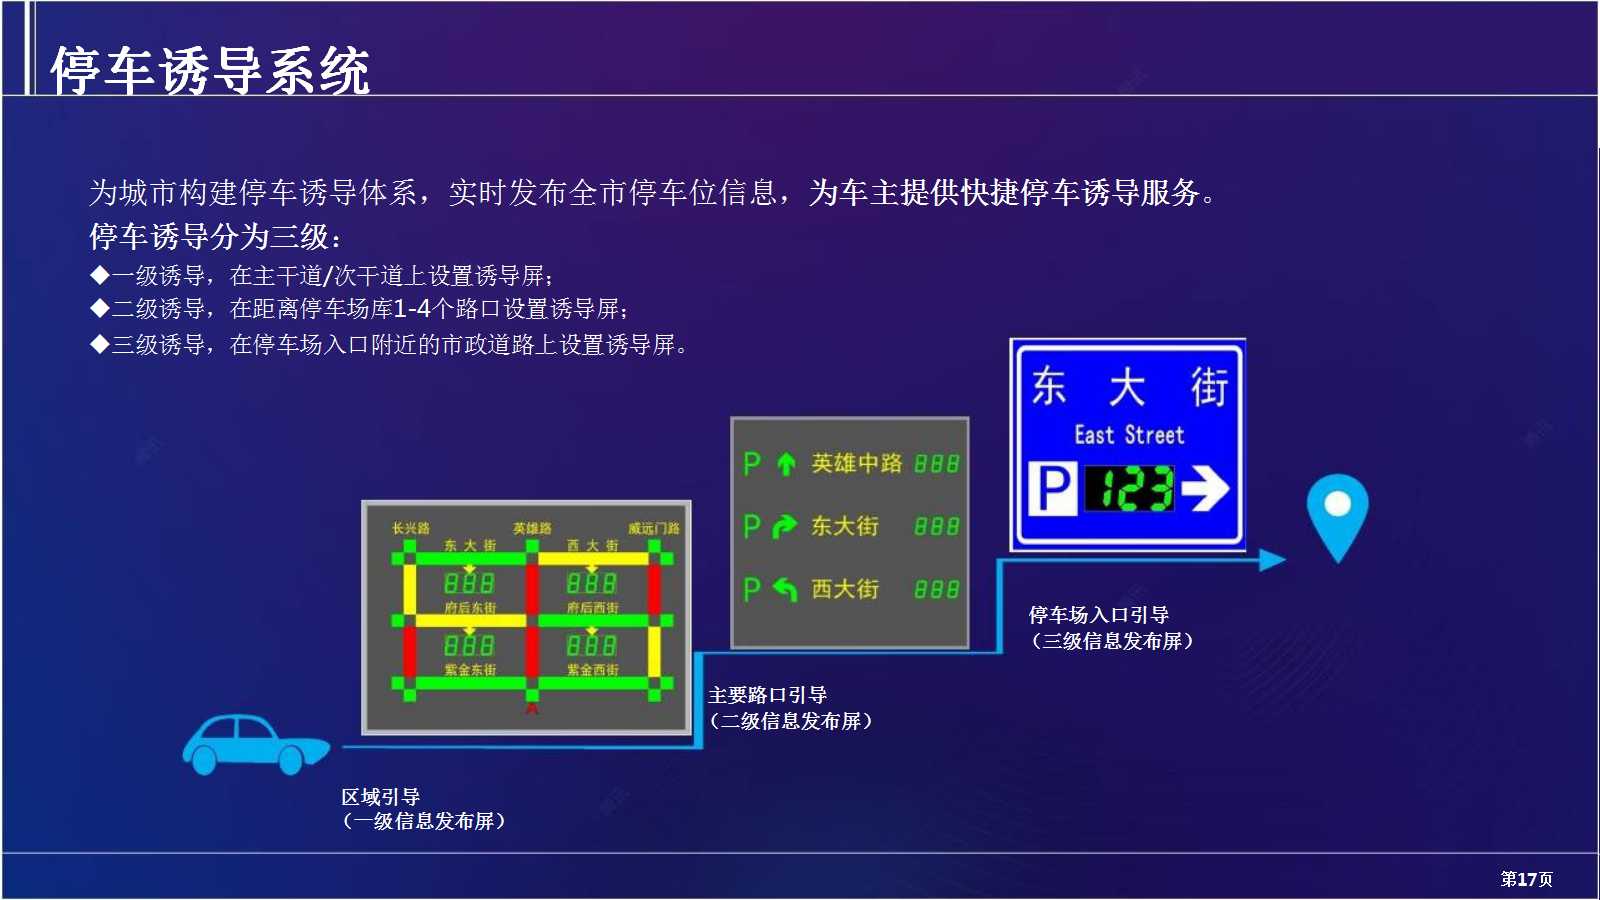 停车诱导系统
为城市构建停车诱导体系，实时发布全市停车位信息，为车主提供快捷停车诱导服务。
停车诱导分为三级：
◆一级诱导，在主干道/次干道上设置诱导屏；
◆二级诱导，在距离停车场库1-4个路口设置诱导屏；
◆三级诱导，在停车场入口附近的市政道路上设置诱导屏。
东 大 街
East Street
P 123
P 英雄中路 888
P 东大街 888
P 西大街 888
长兴路 英雄路 威远门路
东大街 西大街
888 888
府后东街 府后西街
888 888
紫金东街 紫金西街
停车场入口引导
（三级信息发布屏）
主要路口引导
（二级信息发布屏）
区域引导
（一级信息发布屏）
第17页